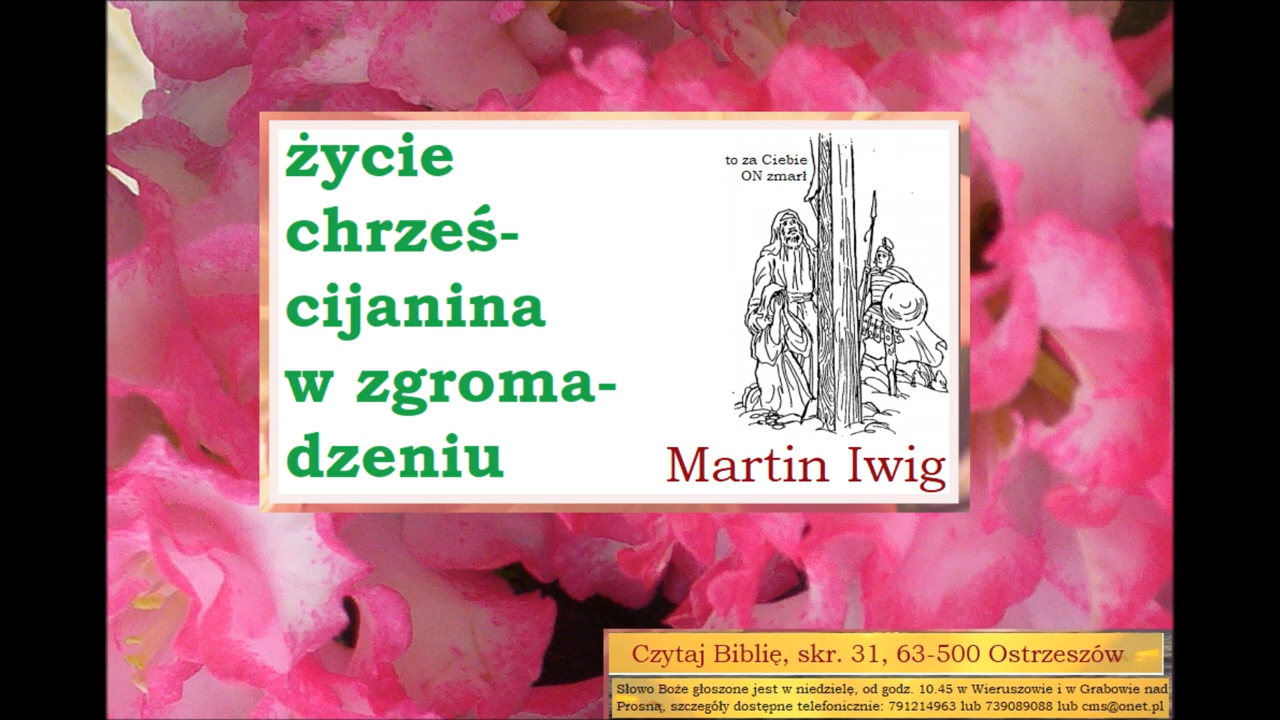 życie
chrześ-
cijanina
w zgroma-
dzeniu
to za Ciebie
ON zmarł
Martin Iwig
Czytaj Biblię, skr. 31, 63-500 Ostrzeszów
Słowo Boże głoszone jest w niedzielę, od godz. 10.45 w Wieruszowie i w Grabowie nad
Prosną, szczegóły dostępne telefonicznie: 791214963 lub 739089088 lub cms@onet.pl